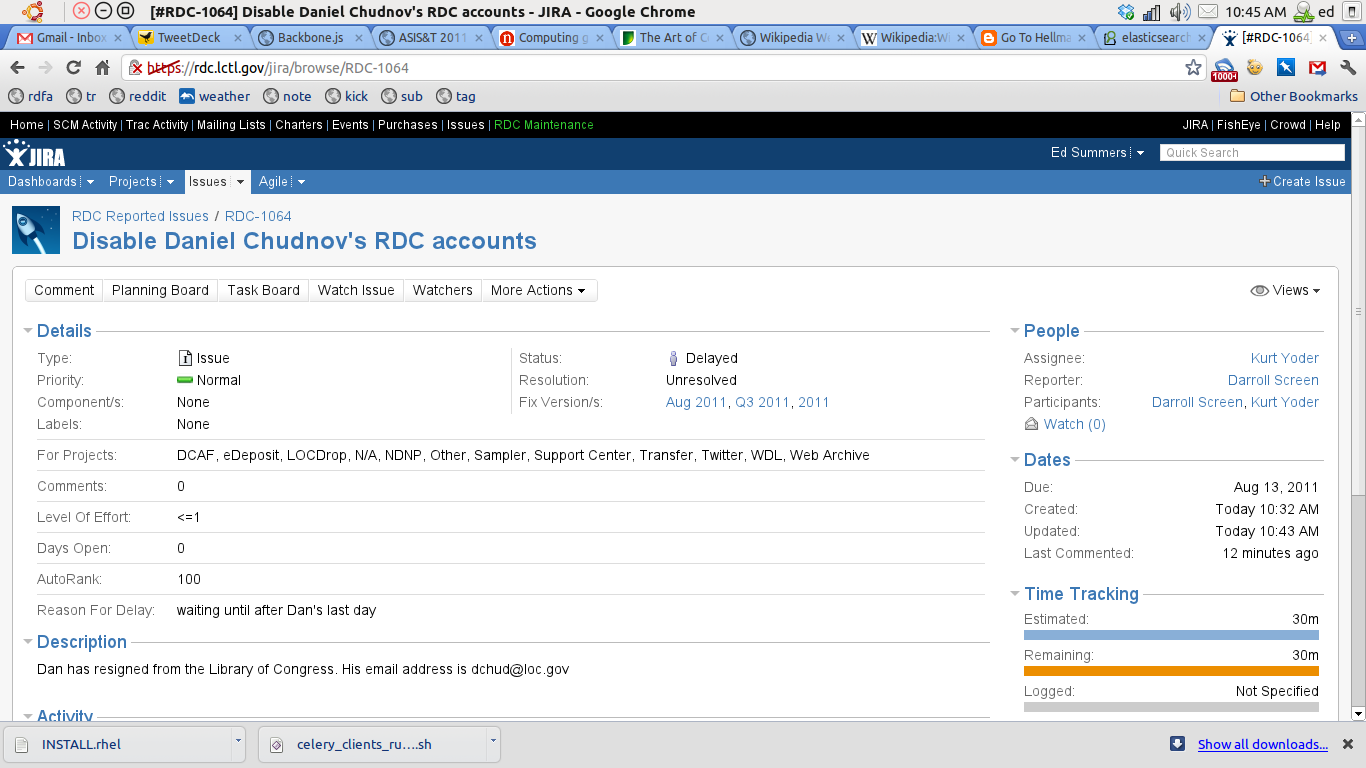 [#RDC-1064] Disable Daniel Chudnov's RDC accounts - JIRA - Google Chrome
10:45 AM ed
Gmail - Inbox TweetDeck Backbone.js ASIS&T 2011 Computing g The Art of C Wikipedia W Wikipedia:Wi Go To Hellma elasticsearch [#RDC-1064]
https://rdc.lctl.gov/jira/browse/RDC-1064 1000+
rdfa tr reddit weather note kick sub tag Other Bookmarks
Home | SCM Activity | Trac Activity | Mailing Lists | Charters | Events | Purchases | Issues | RDC Maintenance JIRA | FishEye | Crowd | Help
JIRA Ed Summers Quick Search
Dashboards Projects Issues Agile Create Issue
RDC Reported Issues / RDC-1064
Disable Daniel Chudnov's RDC accounts
Comment Planning Board Task Board Watch Issue Watchers More Actions Views
Details
Type: Issue
Priority: Normal
Component/s: None
Labels: None
Status: Delayed
Resolution: Unresolved
Fix Version/s: Aug 2011, Q3 2011, 2011
For Projects: DCAF, eDeposit, LOCDrop, N/A, NDNP, Other, Sampler, Support Center, Transfer, Twitter, WDL, Web Archive
Comments: 0
Level Of Effort: <=1
Days Open: 0
AutoRank: 100
Reason For Delay: waiting until after Dan's last day
Description
Dan has resigned from the Library of Congress. His email address is dchud@loc.gov
Activity
People
Assignee: Kurt Yoder
Reporter: Darroll Screen
Participants: Darroll Screen, Kurt Yoder
Watch (0)
Dates
Due: Aug 13, 2011
Created: Today 10:32 AM
Updated: Today 10:43 AM
Last Commented: 12 minutes ago
Time Tracking
Estimated: 30m
Remaining: 30m
Logged: Not Specified
INSTALL.rhel celery_clients_ru....sh Show all downloads...